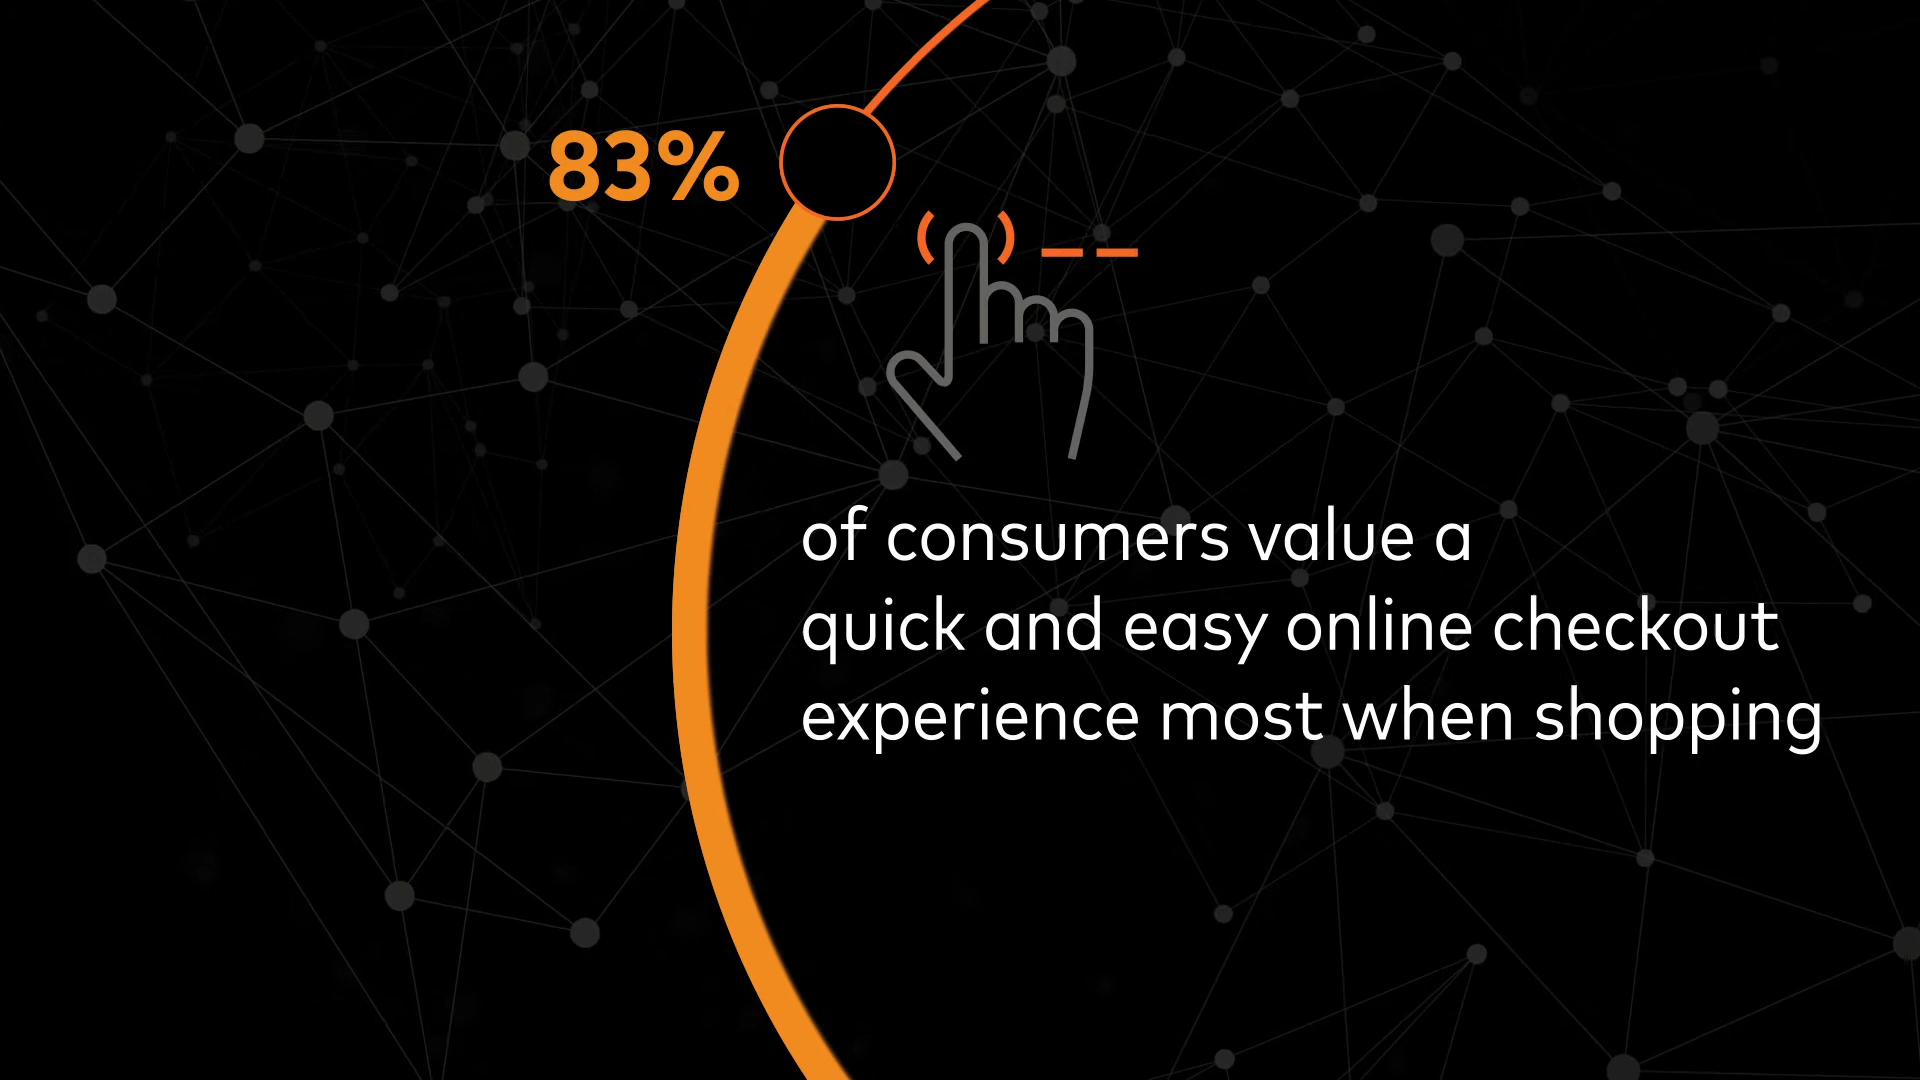 83%
of consumers value a
quick and easy online checkout
experience most when shopping